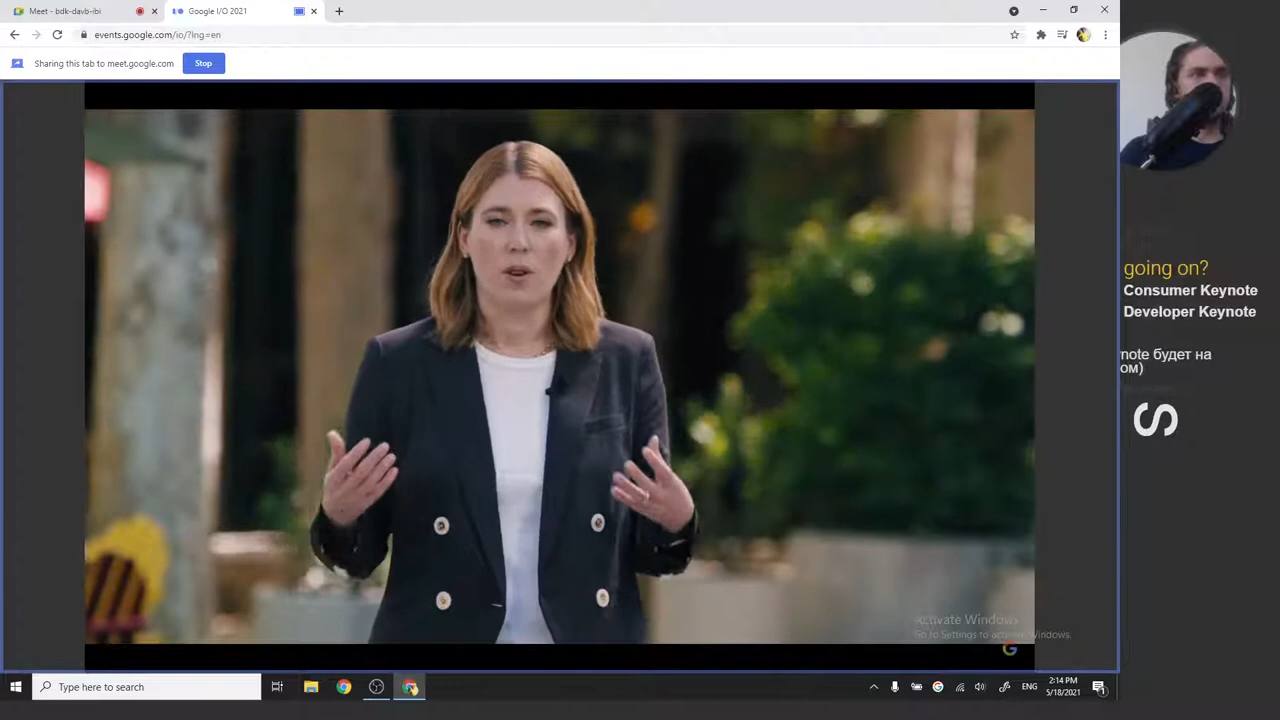 Meet - bdk-davb-ibi
Google I/O 2021
events.google.com/io/?lng=en
Sharing this tab to meet.google.com
Stop
going on?
Consumer Keynote
Developer Keynote
note будет на
ом)
S
Activate Windows
Go to Settings to activate Windows.
G
Type here to search
ENG
2:14 PM
5/18/2021